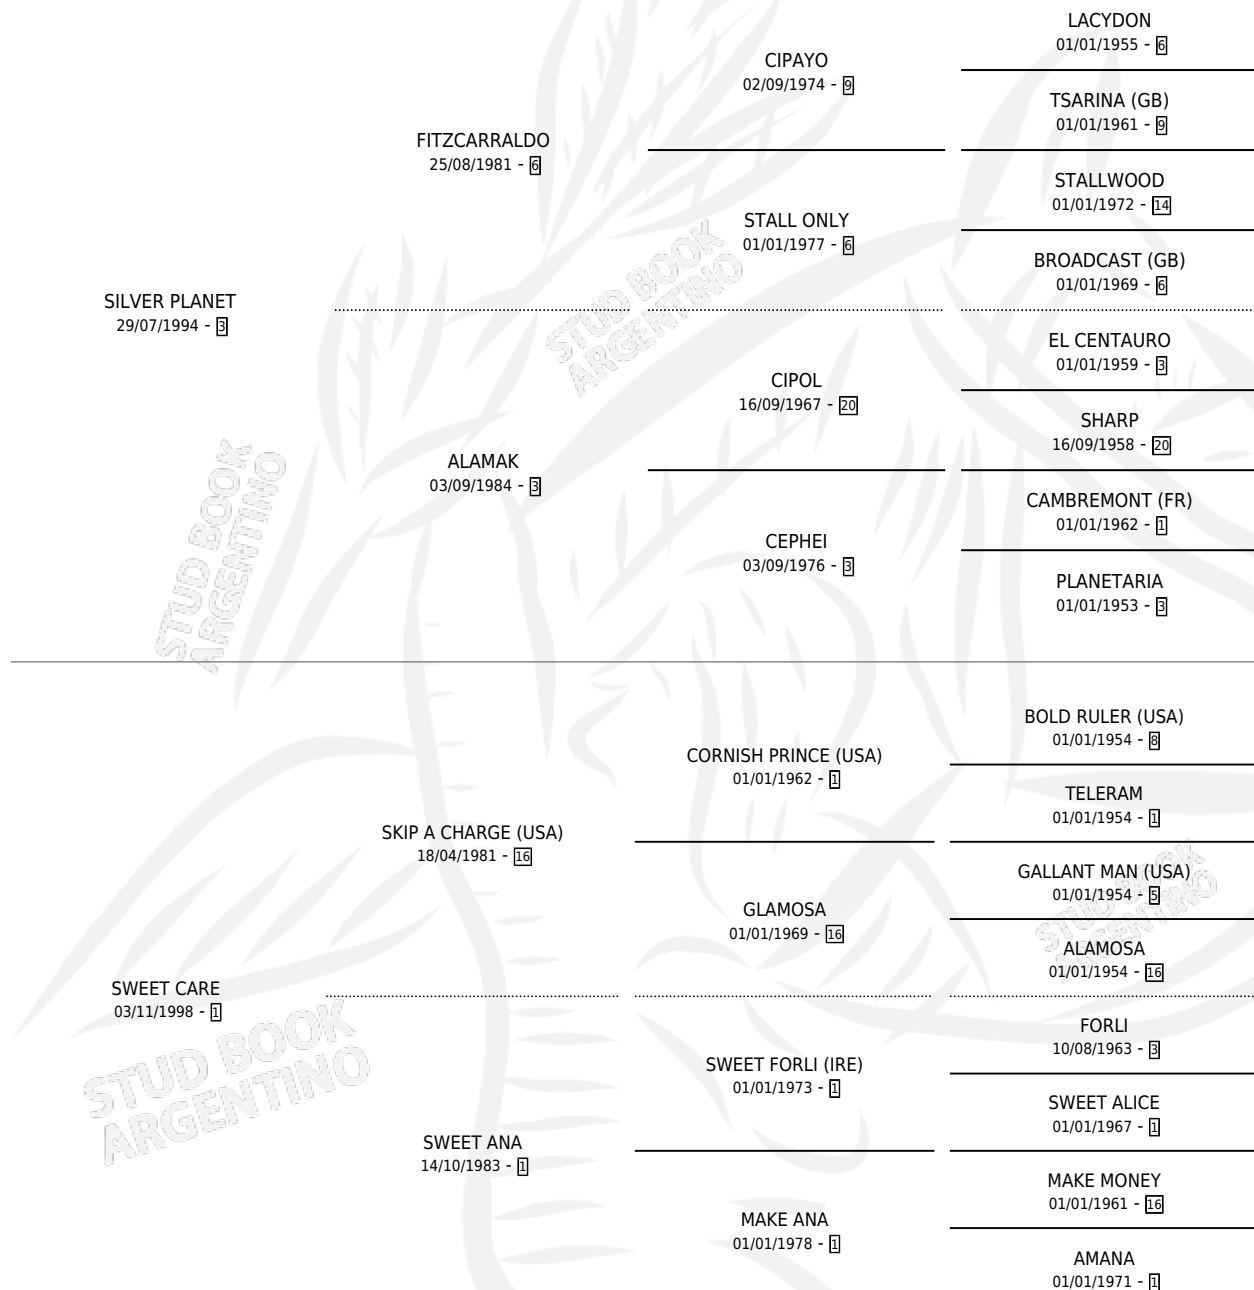 LACYDON
01/01/1955 - 6
CIPAYO
02/09/1974 - 9
TSARINA (GB)
01/01/1961 - 9
FITZCARRALDO
25/08/1981 - 6
STALLWOOD
01/01/1972 - 14
STALL ONLY
01/01/1977 - 6
BROADCAST (GB)
01/01/1969 - 6
SILVER PLANET
29/07/1994 - 3
EL CENTAURO
01/01/1959 - 3
CIPOL
16/09/1967 - 20
SHARP
16/09/1958 - 20
ALAMAK
03/09/1984 - 3
CAMBREMONT (FR)
01/01/1962 - 1
CEPHEI
03/09/1976 - 3
PLANETARIA
01/01/1953 - 3
BOLD RULER (USA)
01/01/1954 - 8
CORNISH PRINCE (USA)
01/01/1962 - 1
TELERAM
01/01/1954 - 1
SKIP A CHARGE (USA)
18/04/1981 - 16
GALLANT MAN (USA)
01/01/1954 - 5
GLAMOSA
01/01/1969 - 16
ALAMOSA
01/01/1954 - 16
SWEET CARE
03/11/1998 - 1
FORLI
10/08/1963 - 3
SWEET FORLI (IRE)
01/01/1973 - 1
SWEET ALICE
01/01/1967 - 1
SWEET ANA
14/10/1983 - 1
MAKE MONEY
01/01/1961 - 16
MAKE ANA
01/01/1978 - 1
AMANA
01/01/1971 - 1
STUD BOOK
ARGENTINO
STUD BOOK
ARGENTINO
STUD BOOK
ARGENTINO
STUD BOOK
ARGENTINO